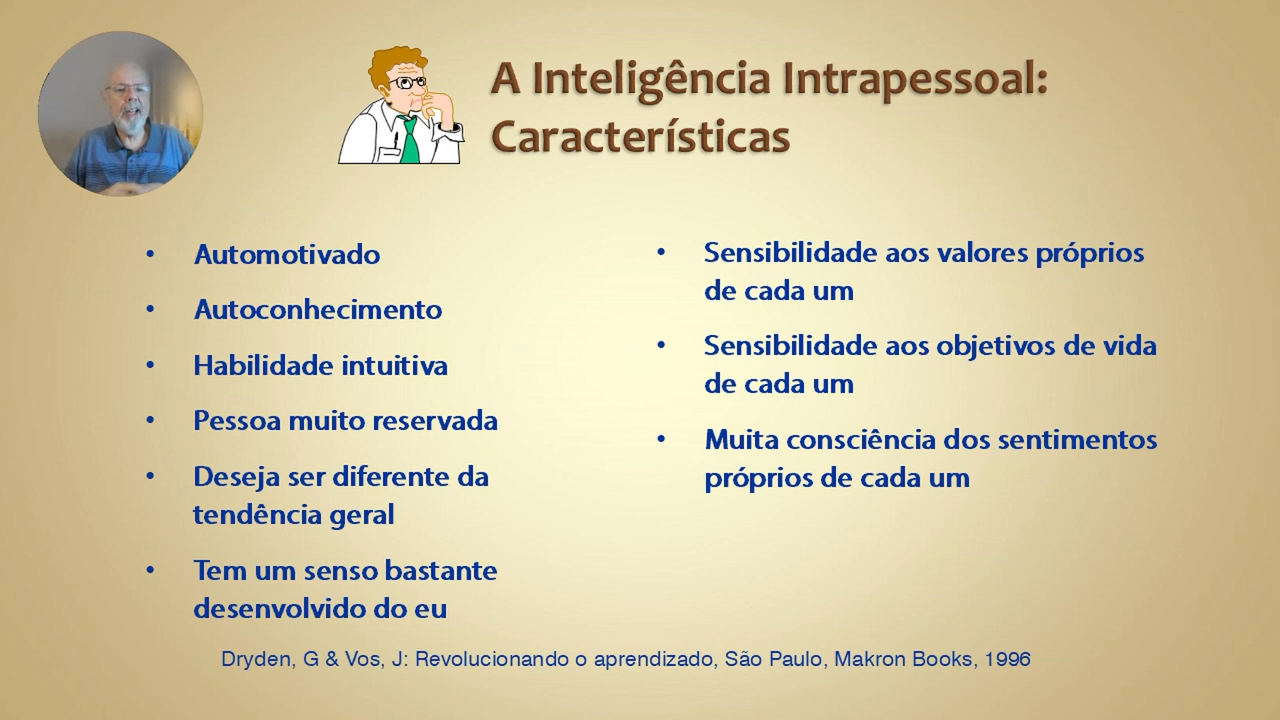 A Inteligência Intrapessoal:
Características
• Automotivado
• Autoconhecimento
• Habilidade intuitiva
• Pessoa muito reservada
• Deseja ser diferente da
tendência geral
• Tem um senso bastante
desenvolvido do eu
• Sensibilidade aos valores próprios
de cada um
• Sensibilidade aos objetivos de vida
de cada um
• Muita consciência dos sentimentos
próprios de cada um
Dryden, G & Vos, J: Revolucionando o aprendizado, São Paulo, Makron Books, 1996